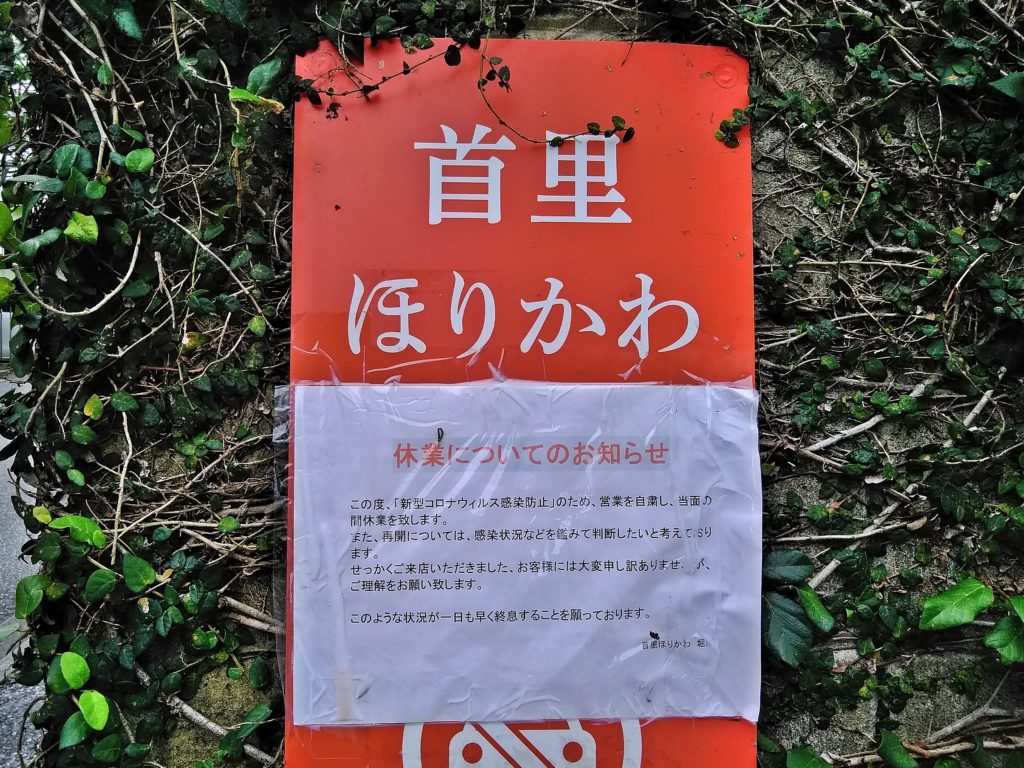 首里
ほりかわ
休業についてのお知らせ
この度、「新型コロナウィルス感染防止」のため、営業を自粛し、当面の
間休業を致します。
また、再開については、感染状況などを鑑みて判断したいと考えており
ます。
せっかくご来店いただきました、お客様には大変申し訳ありませんが、
ご理解をお願い致します。
このような状況が一日も早く終息することを願っております。
首里ほりかわ